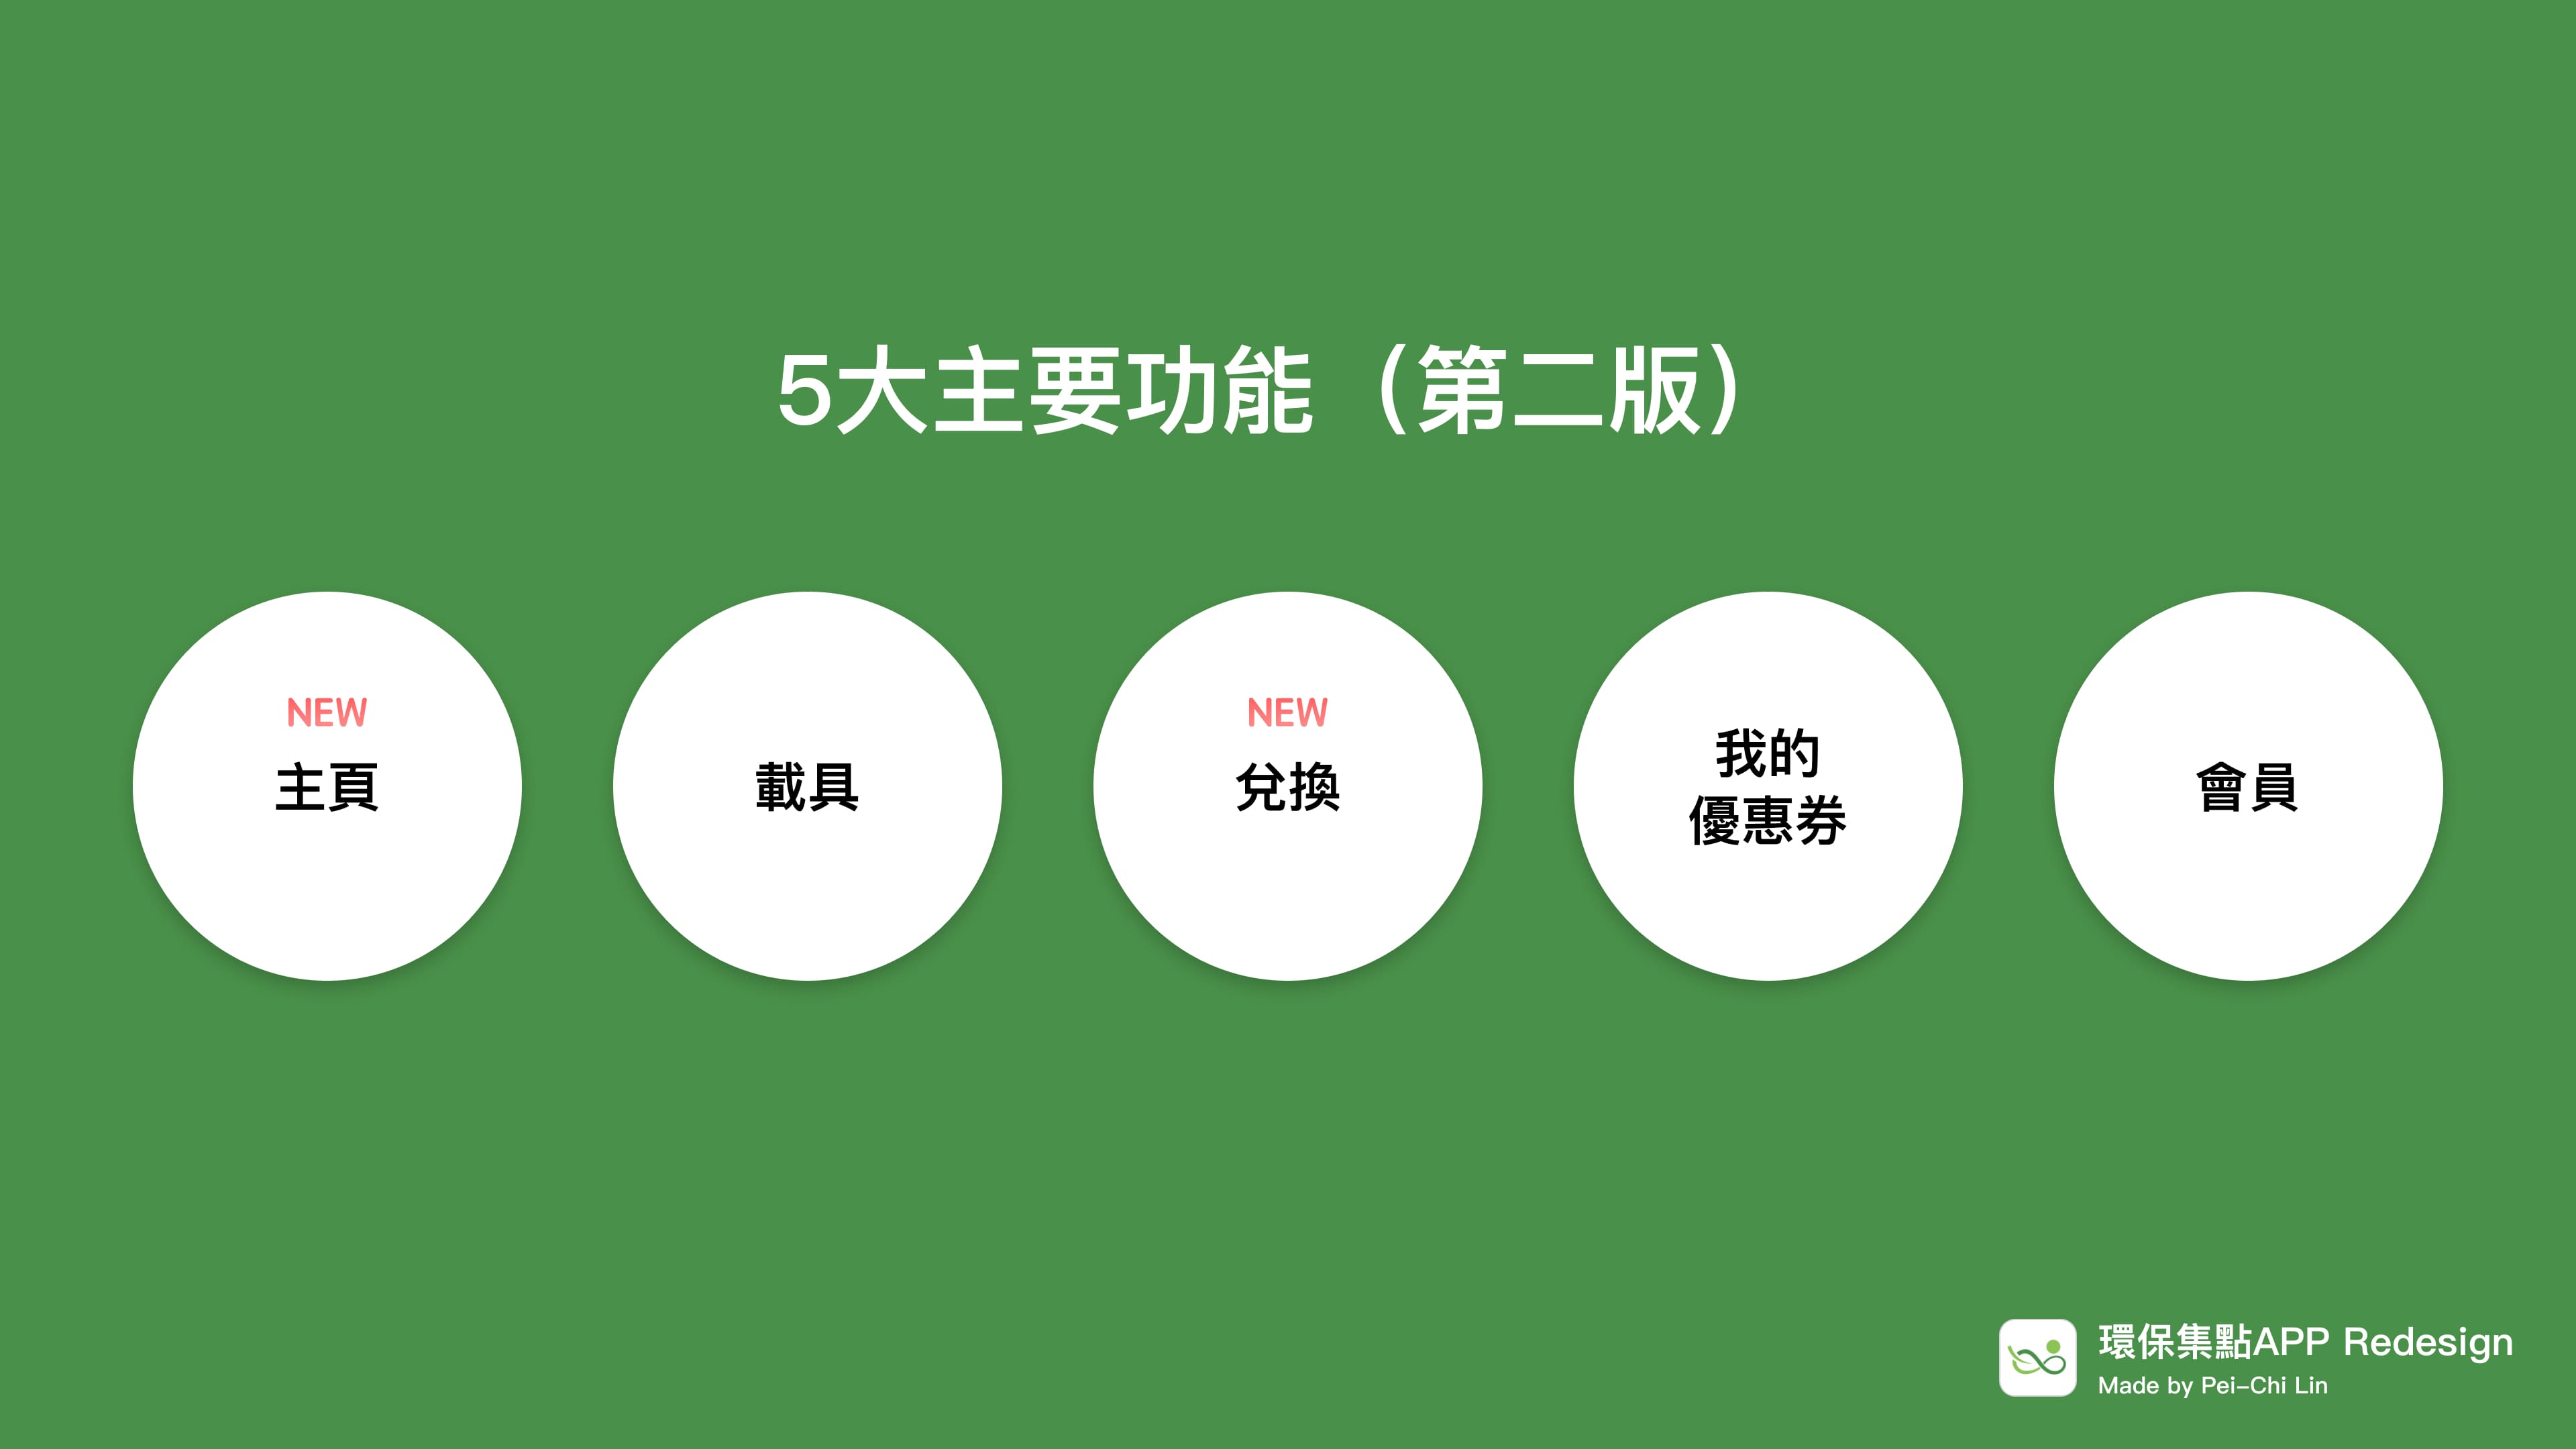 5大主要功能（第二版）
NEW
主頁
載具
NEW
兌換
我的
優惠券
會員
環保集點APP Redesign
Made by Pei-Chi Lin